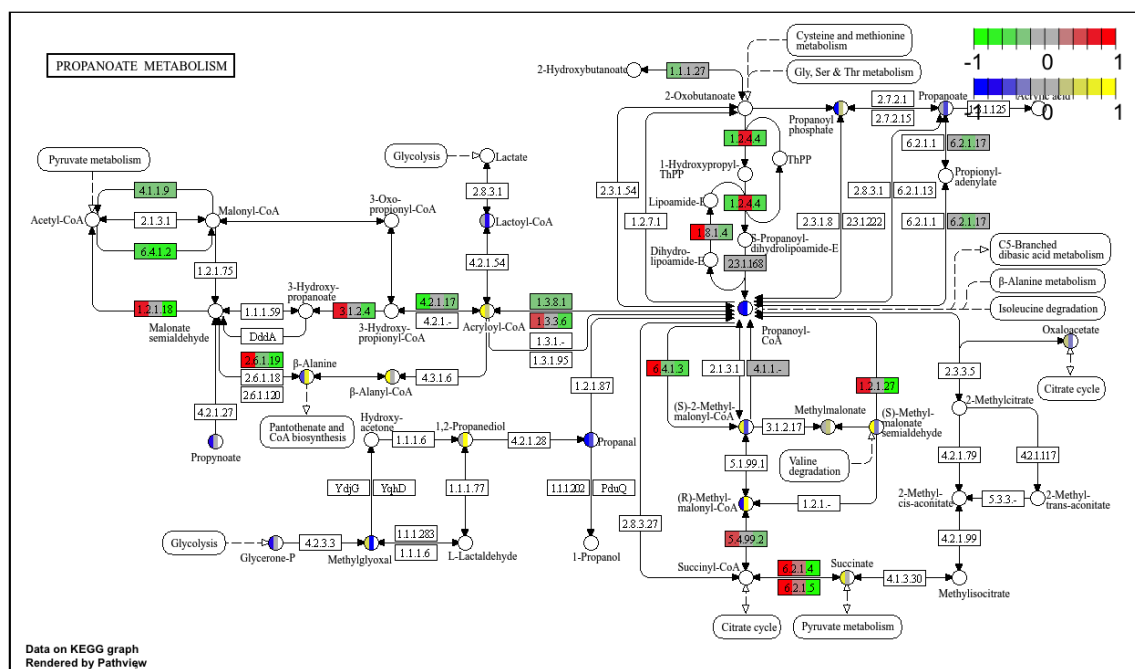 PROPANOATE METABOLISM
-1 0 1
-1 0 1
Cysteine and methionine
metabolism
Gly, Ser & Thr metabolism
2-Hydroxybutanoate
1.1.1.27
2-Oxobutanoate
Propanoyl
phosphate
2.7.2.1
2.7.2.15
Propanoate
1.3.1.125
Acrylic acid
Pyruvate metabolism
Glycolysis
Lactate
1.2.4.4
ThPP
6.2.1.1
6.2.1.17
1-Hydroxypropyl-
ThPP
Propionyl-
adenylate
4.1.1.9
2.8.3.1
2.3.1.54
2.8.3.1
6.2.1.13
Acetyl-CoA
2.1.3.1
Malonyl-CoA
3-Oxo-
propionyl-CoA
Lactoyl-CoA
1.2.7.1
Lipoamide-E
1.2.4.4
2.3.1.8
2.3.1.222
6.2.1.1
6.2.1.17
6.4.1.2
1.8.1.4
S-Propanoyl-
dihydrolipoamide-E
C5-Branched
dibasic acid metabolism
1.2.1.75
4.2.1.54
Dihydro-
lipoamide-E
2.3.1.168
β-Alanine metabolism
3-Hydroxy-
propanoate
1.2.1.18
1.1.1.59
3.1.2.4
4.2.1.17
1.3.8.1
Isoleucine degradation
Malonate
semialdehyde
DddA
3-Hydroxy-
propionyl-CoA
4.2.1.-
Acryloyl-CoA
1.3.3.6
Propanoyl-
CoA
Oxaloacetate
1.3.1.-
1.3.1.95
2.6.1.19
β-Alanine
6.4.1.3
2.1.3.1
4.1.1.-
2.6.1.18
2.6.1.120
β-Alanyl-CoA
4.3.1.6
1.2.1.87
1.2.1.27
2.3.3.5
Citrate cycle
4.2.1.27
Pantothenate and
CoA biosynthesis
Hydroxy-
acetone
1.1.1.6
1,2-Propanediol
4.2.1.28
Propanal
(S)-2-Methyl-
malonyl-CoA
3.1.2.17
Methylmalonate
(S)-Methyl-
malonate
semialdehyde
2-Methylcitrate
Propynoate
5.1.99.1
Valine
degradation
4.2.1.79
4.2.1.117
YdjG
YqhD
1.1.1.77
1.1.1.202
PduQ
(R)-Methyl-
malonyl-CoA
1.2.1.-
2-Methyl-
cis-aconitate
5.3.3.-
2-Methyl-
trans-aconitate
2.8.3.27
Glycolysis
Glycerone-P
4.2.3.3
Methylglyoxal
1.1.1.283
1.1.1.6
L-Lactaldehyde
1-Propanol
5.4.99.2
4.2.1.99
Succinyl-CoA
6.2.1.4
6.2.1.5
Succinate
4.1.3.30
Methylisocitrate
Citrate cycle
Pyruvate metabolism
Data on KEGG graph
Rendered by Pathview